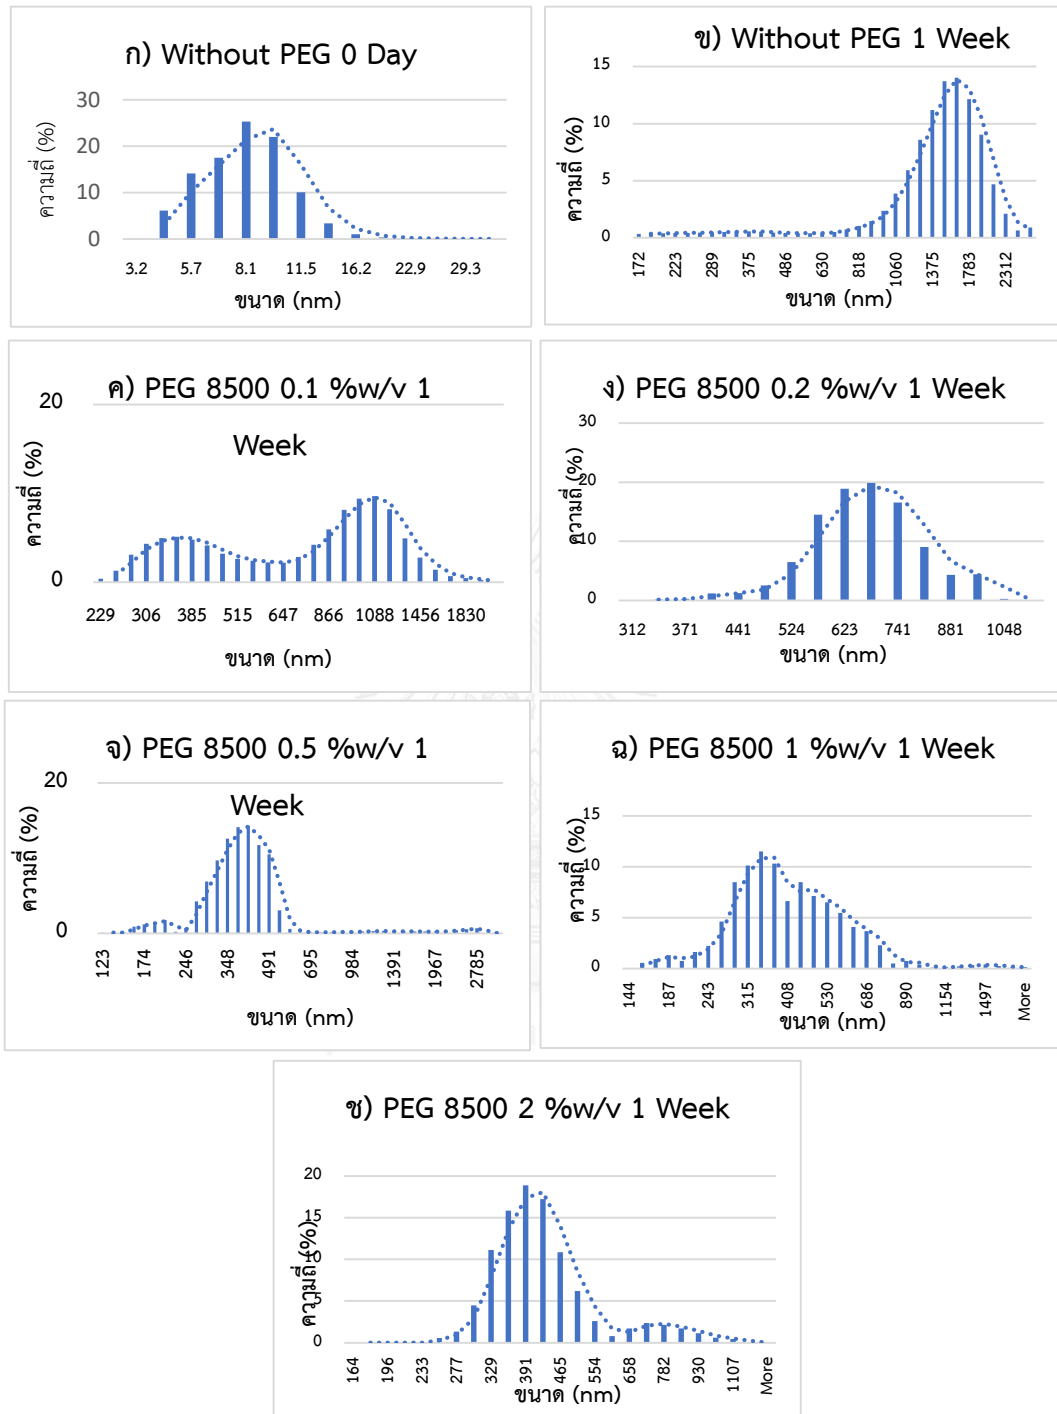 ก) Without PEG 0 Day
30
20
10
0
ความถี่ (%)
3.2 5.7 8.1 11.5 16.2 22.9 29.3
ขนาด (nm)
ข) Without PEG 1 Week
15
10
5
0
ความถี่ (%)
172 223 289 375 486 630 818 1060 1375 1783 2312
ขนาด (nm)
ค) PEG 8500 0.1 %w/v 1
Week
20
0
ความถี่ (%)
229 306 385 515 647 866 1088 1456 1830
ขนาด (nm)
ง) PEG 8500 0.2 %w/v 1 Week
30
20
10
0
ความถี่ (%)
312 371 441 524 623 741 881 1048
ขนาด (nm)
จ) PEG 8500 0.5 %w/v 1
Week
20
0
ความถี่ (%)
123 174 246 348 491 695 984 1391 1967 2785
ขนาด (nm)
ฉ) PEG 8500 1 %w/v 1 Week
15
10
5
0
ความถี่ (%)
144 187 243 315 408 530 686 890 1154 1497 More
ขนาด (nm)
ช) PEG 8500 2 %w/v 1 Week
20
15
10
5
0
ความถี่ (%)
164 196 233 277 329 391 465 554 658 782 930 1107 More
ขนาด (nm)